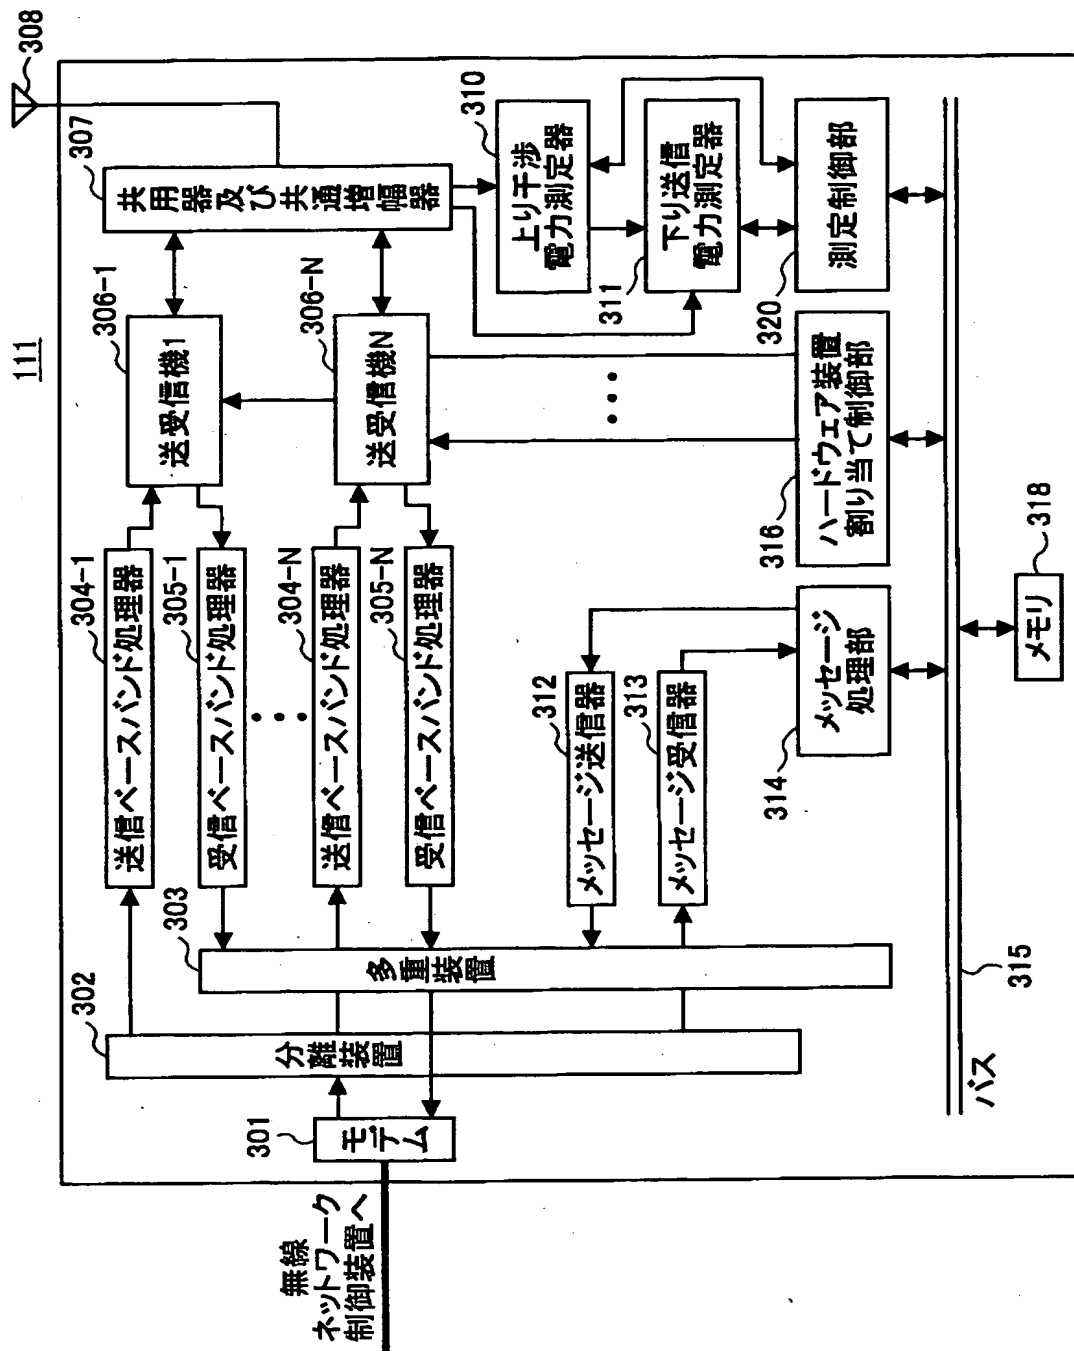 111
308
307
共用器及び共通増幅器
306-1
送受信機1
306-N
送受信機N
304-1
送信ベースバンド処理器
305-1
受信ベースバンド処理器
304-N
送信ベースバンド処理器
305-N
受信ベースバンド処理器
303
多重装置
302
分離装置
301
モデム
無線
ネットワーク
制御装置へ
310
上り干渉
電力測定器
311
下り送信
電力測定器
320
測定制御部
316
ハードウェア装置
割り当て制御部
312
メッセージ送信器
313
メッセージ受信器
314
メッセージ
処理部
315
バス
318
メモリ